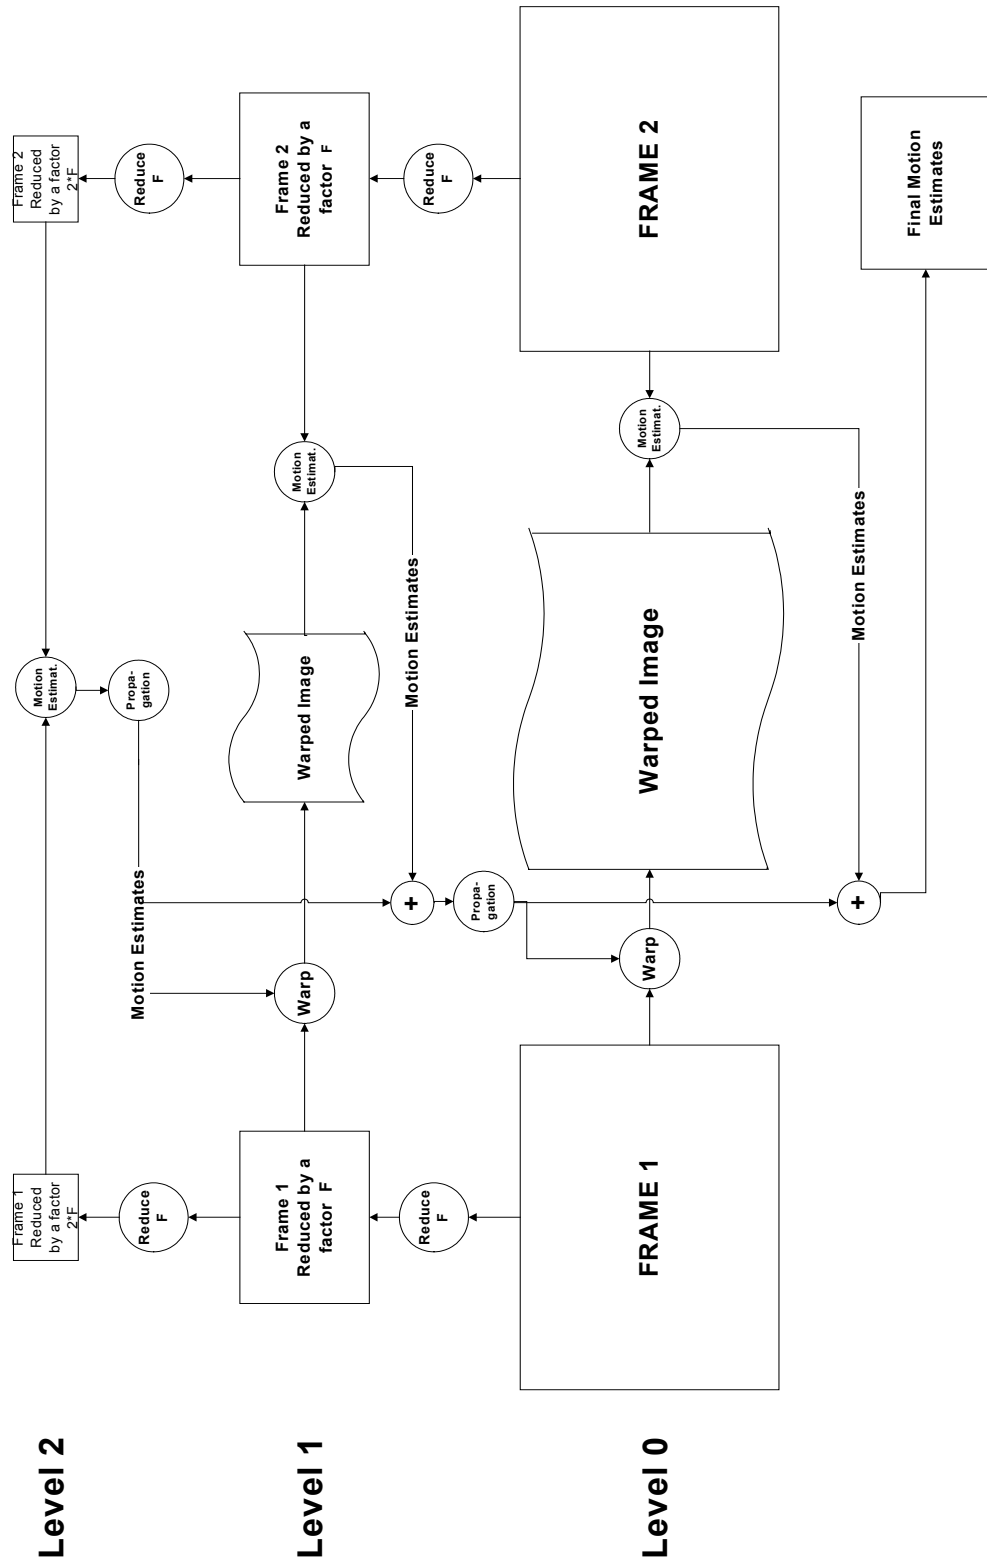 Level 2
Frame 1
Reduced
by a factor
2*F
Motion
Estimat.
Frame 2
Reduced
by a factor
2*F
Reduce
F
Propa-
gation
Reduce
F
Motion Estimates
Level 1
Frame 1
Reduced by a
factor F
Warp
Warped Image
Motion
Estimat.
Frame 2
Reduced by a
factor F
Reduce
F
+
Motion Estimates
Reduce
F
Propa-
gation
Level 0
FRAME 1
Warp
Warped Image
Motion
Estimat.
FRAME 2
+
Motion Estimates
Final Motion
Estimates